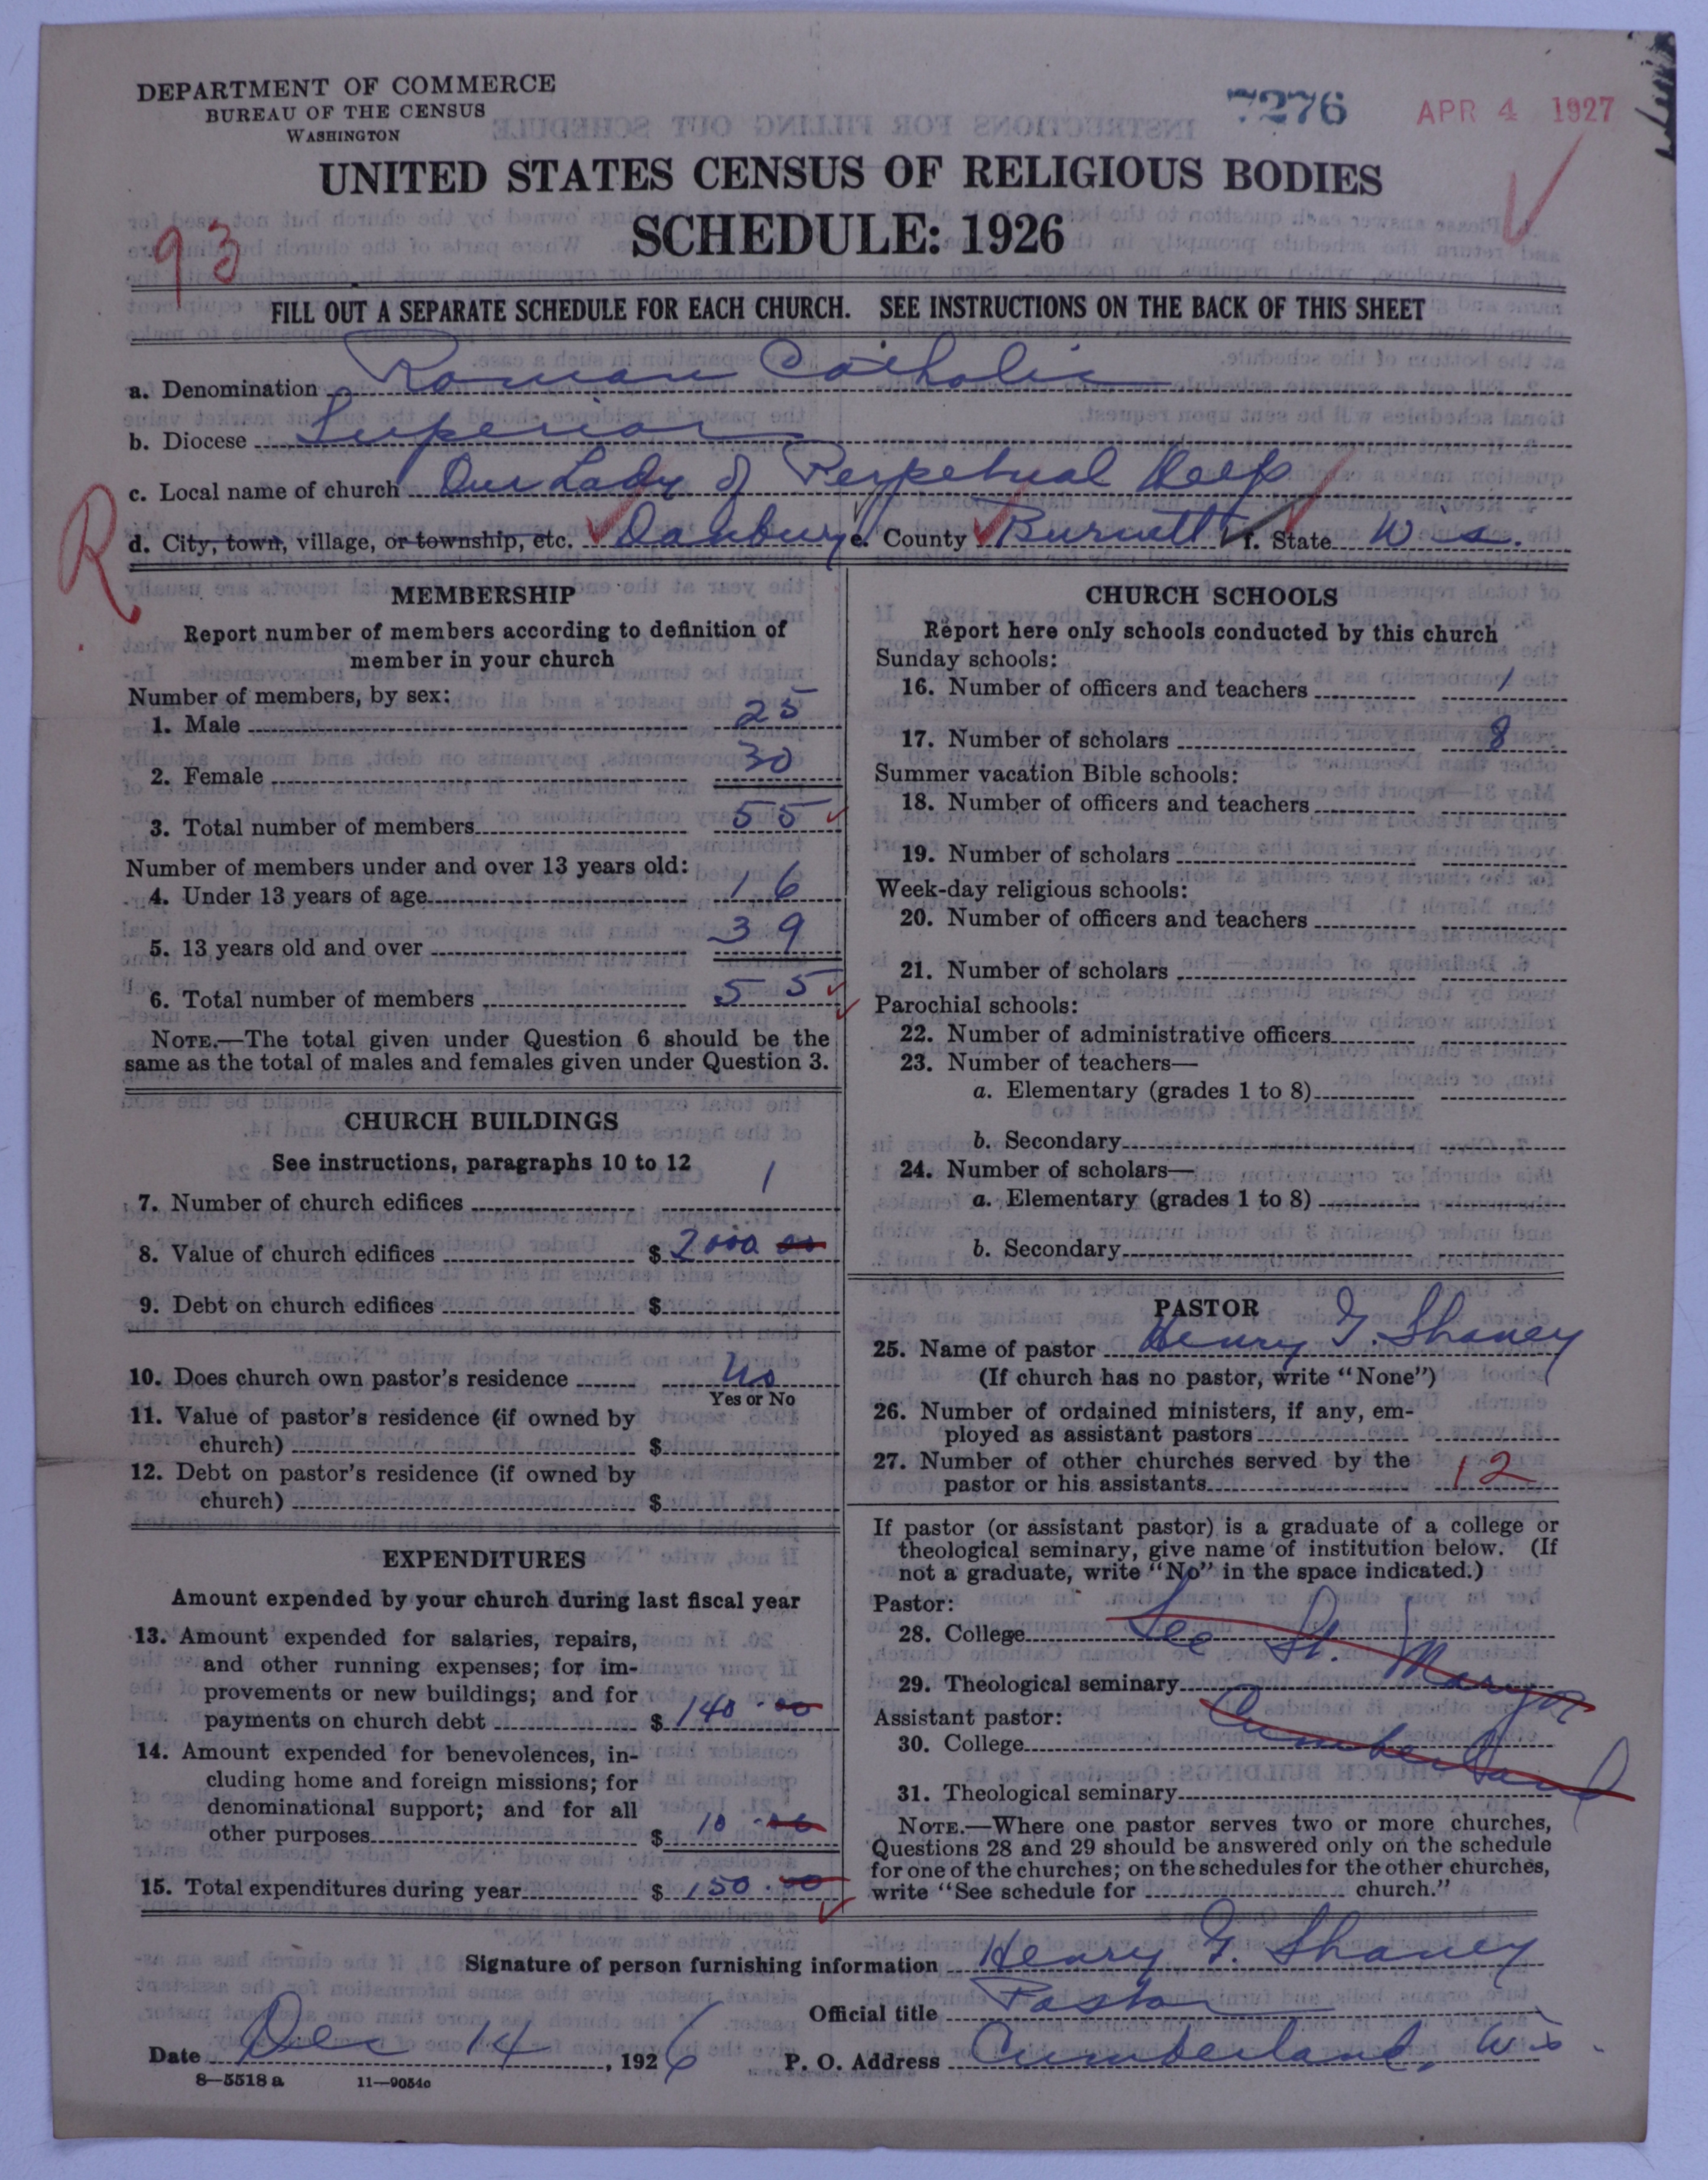 DEPARTMENT OF COMMERCE
BUREAU OF THE CENSUS
WASHINGTON
7276
APR 4 1927
UNITED STATES CENSUS OF RELIGIOUS BODIES
SCHEDULE: 1926
93
FILL OUT A SEPARATE SCHEDULE FOR EACH CHURCH. SEE INSTRUCTIONS ON THE BACK OF THIS SHEET
a. Denomination Roman Catholic
b. Diocese Superior
c. Local name of church Our Lady of Perpetual Help
R
d. City, town, village, or township, etc. Danbury e. County Burnett f. State Wis.
MEMBERSHIP
Report number of members according to definition of
member in your church
Number of members, by sex:
1. Male 25
2. Female 30
3. Total number of members 55
Number of members under and over 13 years old:
4. Under 13 years of age 16
5. 13 years old and over 39
6. Total number of members 55
NOTE.—The total given under Question 6 should be the
same as the total of males and females given under Question 3.
CHURCH BUILDINGS
See instructions, paragraphs 10 to 12
7. Number of church edifices 1
8. Value of church edifices $ 2000 00
9. Debt on church edifices $
10. Does church own pastor's residence No
Yes or No
11. Value of pastor's residence (if owned by
church) $
12. Debt on pastor's residence (if owned by
church) $
EXPENDITURES
Amount expended by your church during last fiscal year
13. Amount expended for salaries, repairs,
and other running expenses; for im-
provements or new buildings; and for
payments on church debt $ 140.00
14. Amount expended for benevolences, in-
cluding home and foreign missions; for
denominational support; and for all
other purposes $ 10.00
15. Total expenditures during year $ 150.00
CHURCH SCHOOLS
Report here only schools conducted by this church
Sunday schools:
16. Number of officers and teachers 1
17. Number of scholars 8
Summer vacation Bible schools:
18. Number of officers and teachers
19. Number of scholars
Week-day religious schools:
20. Number of officers and teachers
21. Number of scholars
Parochial schools:
22. Number of administrative officers
23. Number of teachers—
a. Elementary (grades 1 to 8)
b. Secondary
24. Number of scholars—
a. Elementary (grades 1 to 8)
b. Secondary
PASTOR
25. Name of pastor Henry G. Shaney
(If church has no pastor, write "None")
26. Number of ordained ministers, if any, em-
ployed as assistant pastors
27. Number of other churches served by the
pastor or his assistants 12
If pastor (or assistant pastor) is a graduate of a college or
theological seminary, give name of institution below. (If
not a graduate, write "No" in the space indicated.)
Pastor:
28. College See St.
29. Theological seminary Mary's
Assistant pastor:
30. College Cumberland
31. Theological seminary
NOTE.—Where one pastor serves two or more churches,
Questions 28 and 29 should be answered only on the schedule
for one of the churches; on the schedules for the other churches,
write "See schedule for church."
Signature of person furnishing information Henry G. Shaney
Official title Pastor
Date Dec 14, 1926 P. O. Address Cumberland, Wis.
8—5518 a 11—9054c